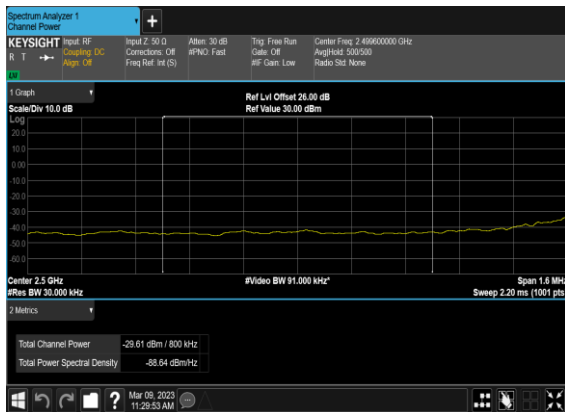 Spectrum Analyzer 1
Channel Power
+
KEYSIGHT Input: RF Input Z: 50 Ω Atten: 30 dB Trig: Free Run Center Freq: 2.499600000 GHz
R T Coupling: DC Corrections: Off #PNO: Fast Gate: Off Avg|Hold: 500/500
Align: Off Freq Ref: Int (S) #IF Gain: Low Radio Std: None
1 Graph
Ref Lvl Offset 26.00 dB
Scale/Div 10.0 dB Ref Value 30.00 dBm
Log
20.0
10.0
0.00
-10.0
-20.0
-30.0
-40.0
-50.0
-60.0
Center 2.5 GHz #Video BW 91.000 kHz* Span 1.6 MHz
#Res BW 30.000 kHz Sweep 2.20 ms (1001 pts
2 Metrics
Total Channel Power -29.61 dBm / 800 kHz
Total Power Spectral Density -88.64 dBm/Hz
?
Mar 09, 2023
11:29:53 AM